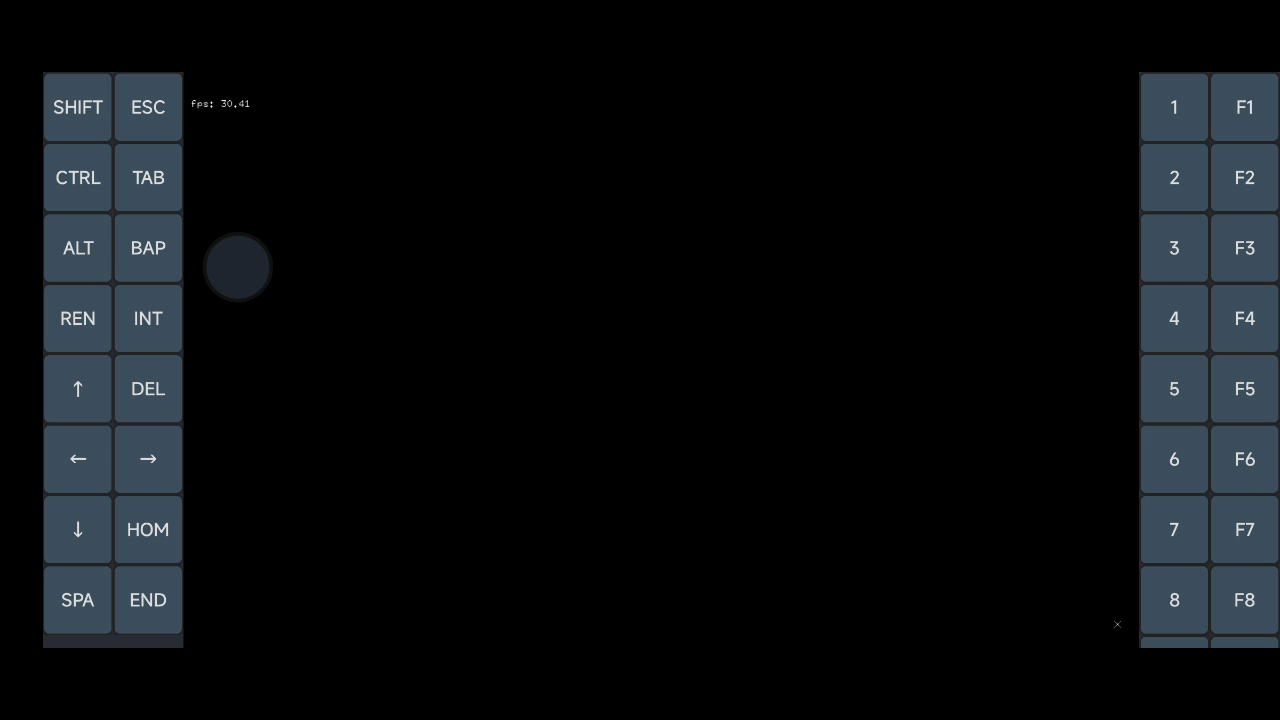 SHIFT ESC
fps: 30.41
1 F1
CTRL TAB
2 F2
ALT BAP
3 F3
REN INT
4 F4
↑ DEL
5 F5
← →
6 F6
↓ HOM
7 F7
SPA END
8 F8